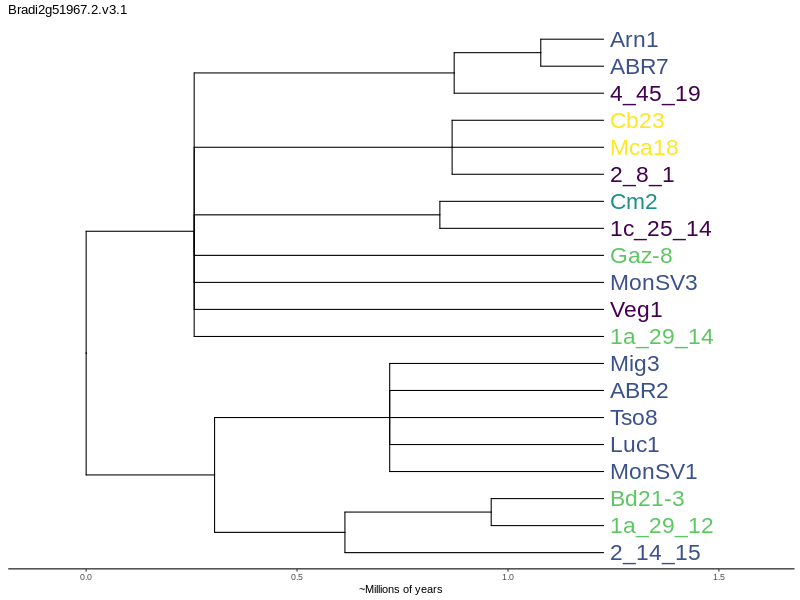 Bradi2g51967.2.v3.1
Arn1
ABR7
4_45_19
Cb23
Mca18
2_8_1
Cm2
1c_25_14
Gaz-8
MonSV3
Veg1
1a_29_14
Mig3
ABR2
Tso8
Luc1
MonSV1
Bd21-3
1a_29_12
2_14_15
0.0 0.5 1.0 1.5
~Millions of years